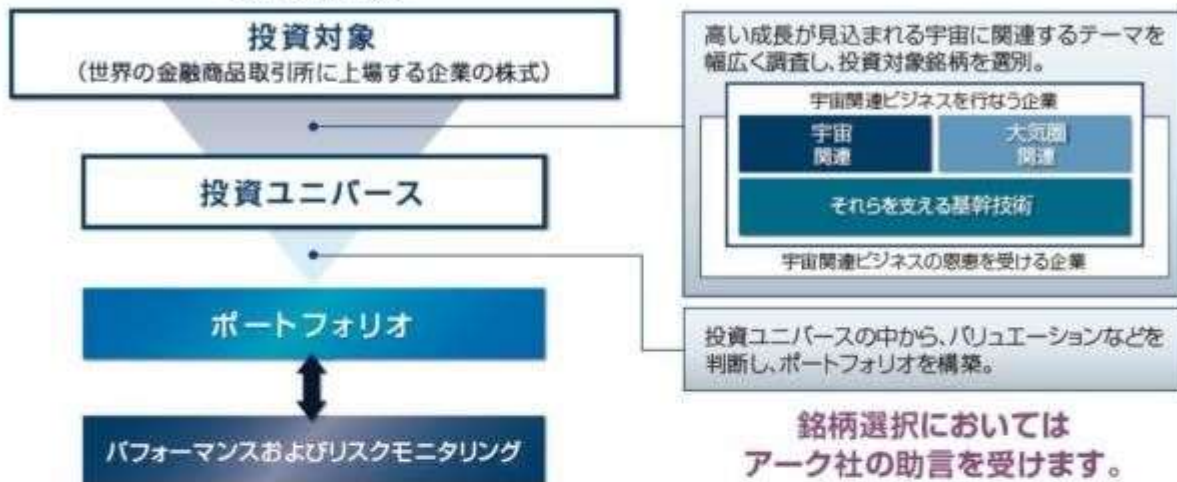 投資対象
(世界の金融商品取引所に上場する企業の株式)
投資ユニバース
ポートフォリオ
パフォーマンスおよびリスクモニタリング
高い成長が見込まれる宇宙に関連するテーマを
幅広く調査し、投資対象銘柄を選別。
宇宙関連ビジネスを行なう企業
宇宙
関連
大気圏
関連
それらを支える基幹技術
宇宙関連ビジネスの恩恵を受ける企業
投資ユニバースの中から、バリュエーションなどを
判断し、ポートフォリオを構築。
銘柄選択においては
アーク社の助言を受けます。